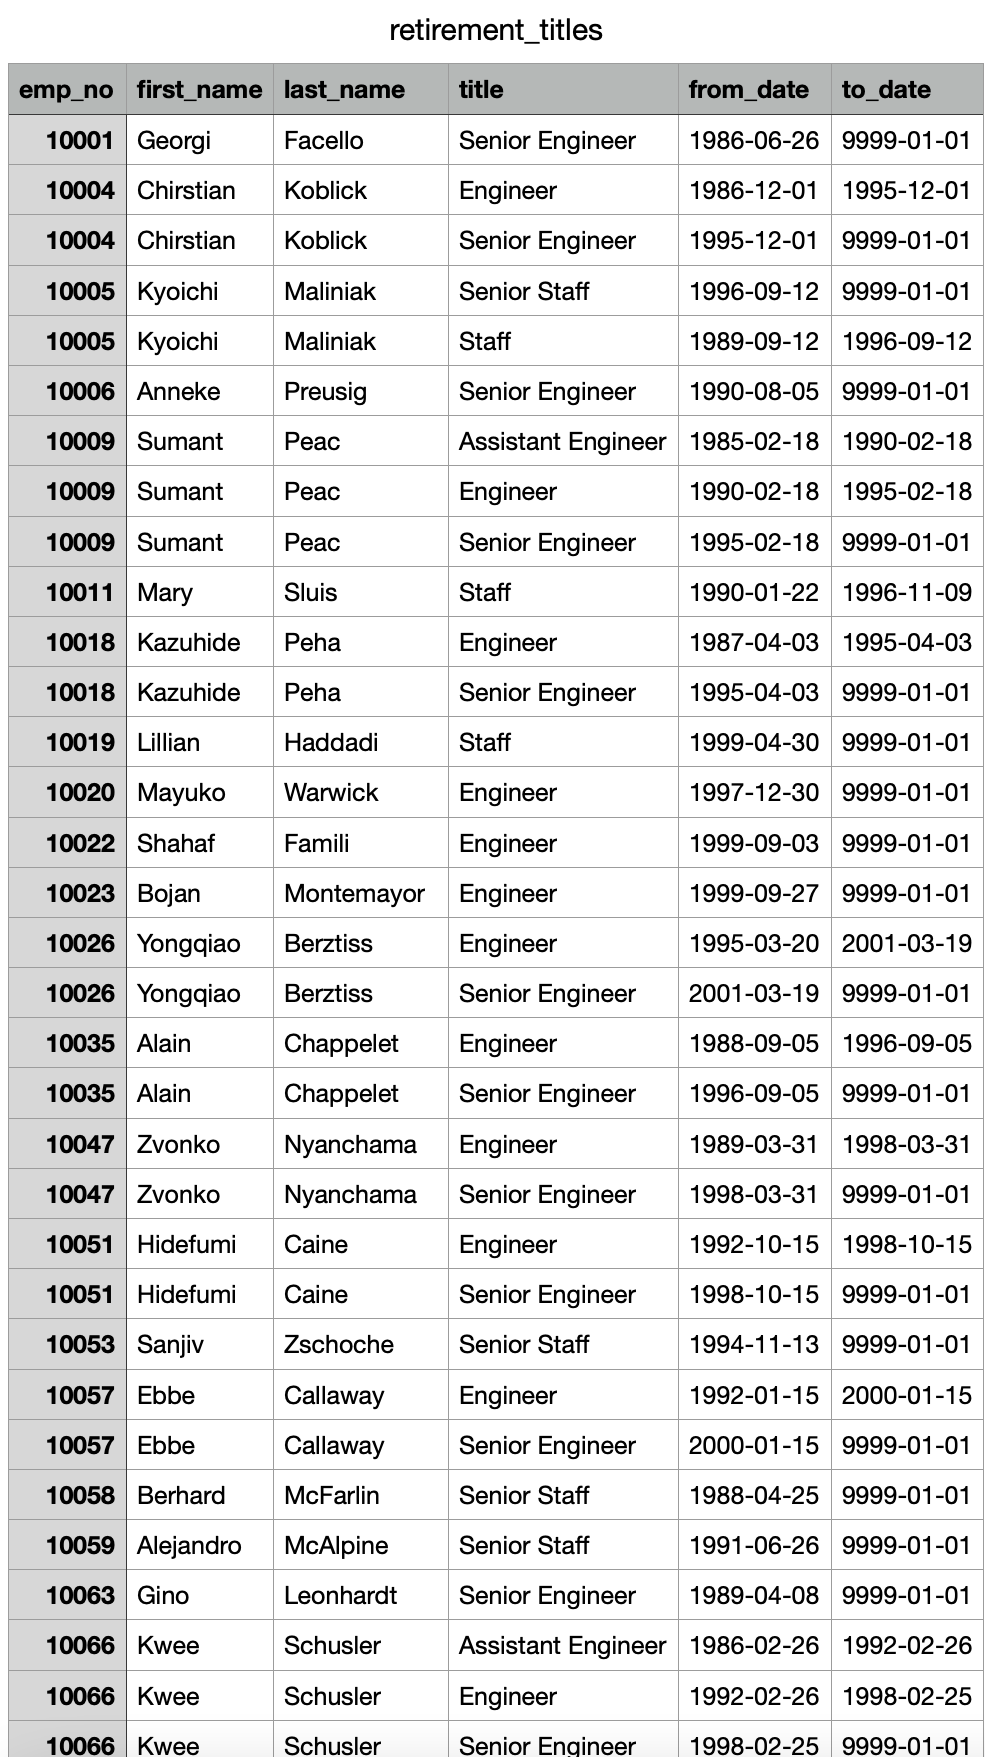 retirement_titles
emp_no first_name last_name title from_date to_date
10001 Georgi Facello Senior Engineer 1986-06-26 9999-01-01
10004 Chirstian Koblick Engineer 1986-12-01 1995-12-01
10004 Chirstian Koblick Senior Engineer 1995-12-01 9999-01-01
10005 Kyoichi Maliniak Senior Staff 1996-09-12 9999-01-01
10005 Kyoichi Maliniak Staff 1989-09-12 1996-09-12
10006 Anneke Preusig Senior Engineer 1990-08-05 9999-01-01
10009 Sumant Peac Assistant Engineer 1985-02-18 1990-02-18
10009 Sumant Peac Engineer 1990-02-18 1995-02-18
10009 Sumant Peac Senior Engineer 1995-02-18 9999-01-01
10011 Mary Sluis Staff 1990-01-22 1996-11-09
10018 Kazuhide Peha Engineer 1987-04-03 1995-04-03
10018 Kazuhide Peha Senior Engineer 1995-04-03 9999-01-01
10019 Lillian Haddadi Staff 1999-04-30 9999-01-01
10020 Mayuko Warwick Engineer 1997-12-30 9999-01-01
10022 Shahaf Famili Engineer 1999-09-03 9999-01-01
10023 Bojan Montemayor Engineer 1999-09-27 9999-01-01
10026 Yongqiao Berztiss Engineer 1995-03-20 2001-03-19
10026 Yongqiao Berztiss Senior Engineer 2001-03-19 9999-01-01
10035 Alain Chappelet Engineer 1988-09-05 1996-09-05
10035 Alain Chappelet Senior Engineer 1996-09-05 9999-01-01
10047 Zvonko Nyanchama Engineer 1989-03-31 1998-03-31
10047 Zvonko Nyanchama Senior Engineer 1998-03-31 9999-01-01
10051 Hidefumi Caine Engineer 1992-10-15 1998-10-15
10051 Hidefumi Caine Senior Engineer 1998-10-15 9999-01-01
10053 Sanjiv Zschoche Senior Staff 1994-11-13 9999-01-01
10057 Ebbe Callaway Engineer 1992-01-15 2000-01-15
10057 Ebbe Callaway Senior Engineer 2000-01-15 9999-01-01
10058 Berhard McFarlin Senior Staff 1988-04-25 9999-01-01
10059 Alejandro McAlpine Senior Staff 1991-06-26 9999-01-01
10063 Gino Leonhardt Senior Engineer 1989-04-08 9999-01-01
10066 Kwee Schusler Assistant Engineer 1986-02-26 1992-02-26
10066 Kwee Schusler Engineer 1992-02-26 1998-02-25
10066 Kwee Schusler Senior Engineer 1998-02-25 9999-01-01